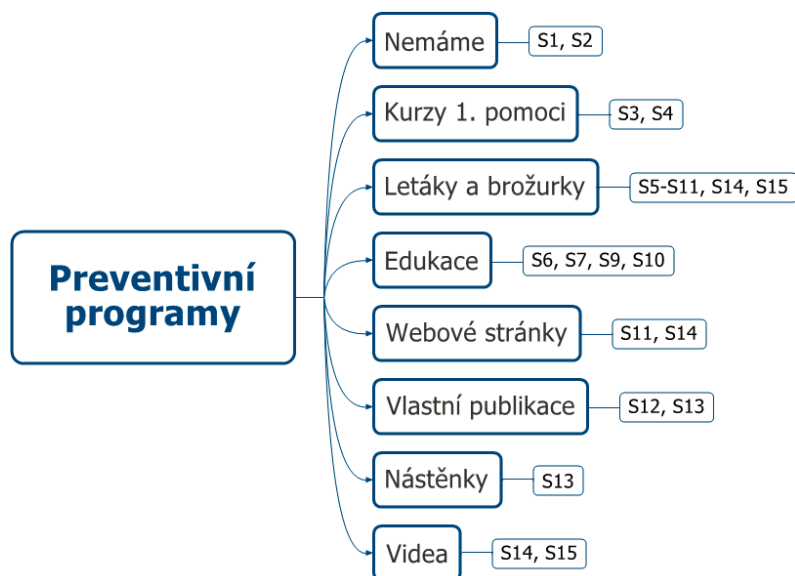 Preventivní
programy
Nemáme
S1, S2
Kurzy 1. pomoci
S3, S4
Letáky a brožurky
S5-S11, S14, S15
Edukace
S6, S7, S9, S10
Webové stránky
S11, S14
Vlastní publikace
S12, S13
Nástěnky
S13
Videa
S14, S15